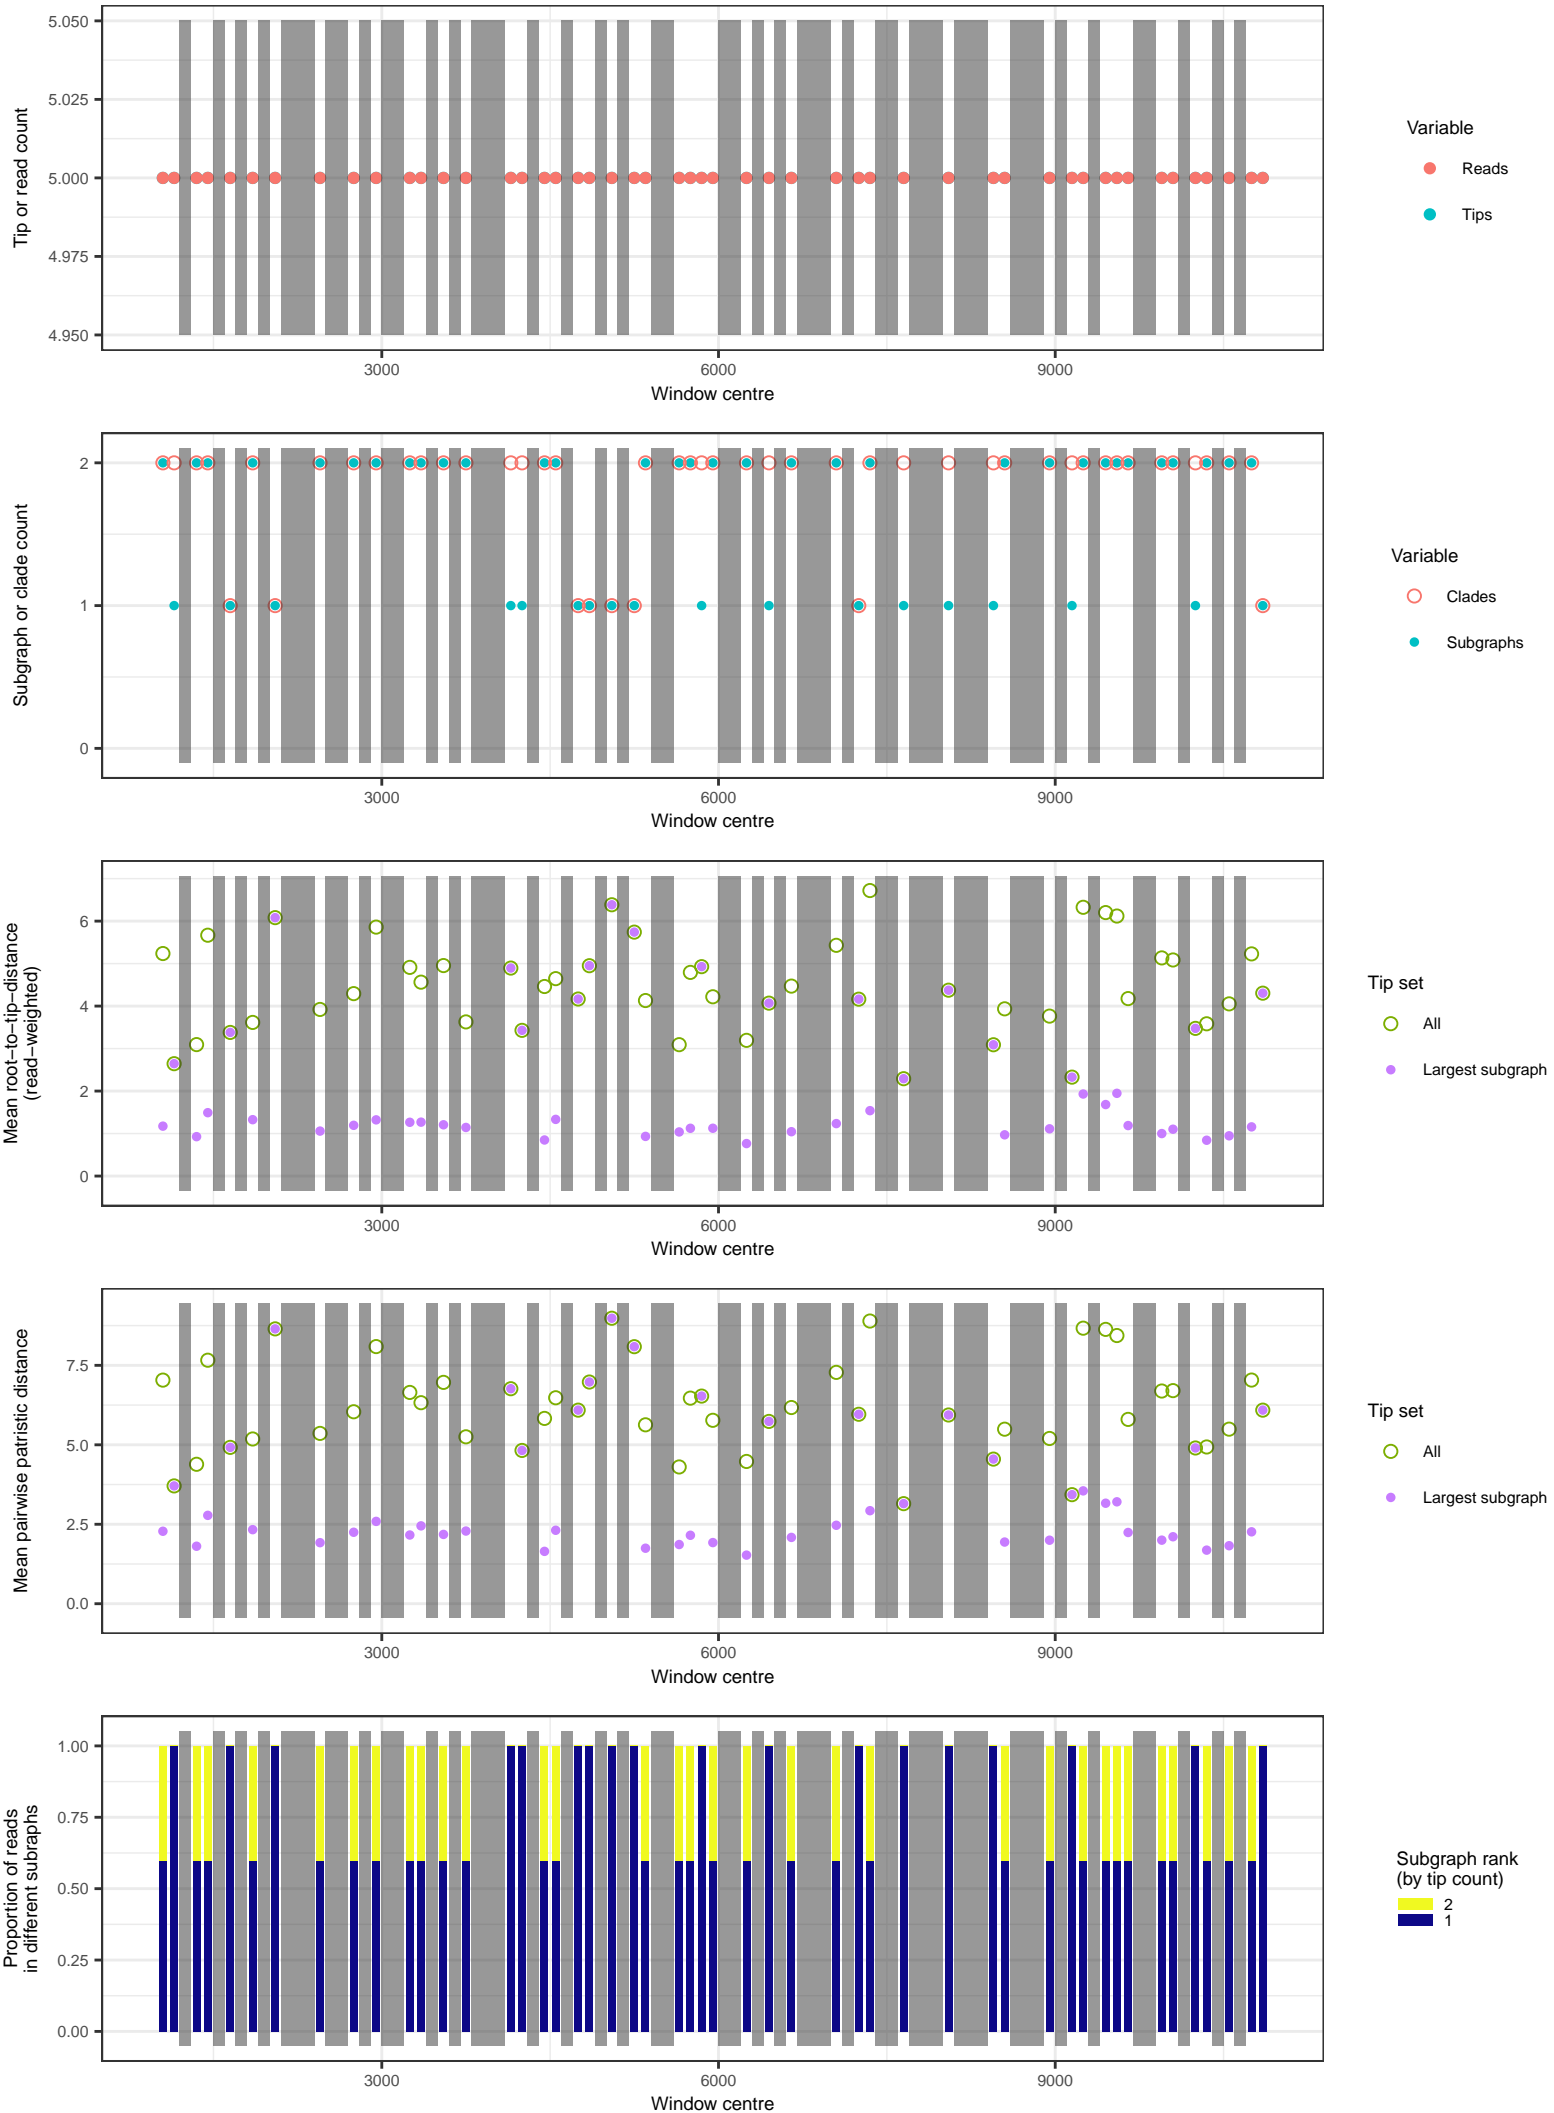 5.050
5.025
5.000
4.975
4.950
Tip or read count
3000
6000
9000
Window centre
Variable
Reads
Tips
2
1
0
Subgraph or clade count
3000
6000
9000
Window centre
Variable
Clades
Subgraphs
6
4
2
0
Mean root−to−tip−distance
(read−weighted)
3000
6000
9000
Window centre
Tip set
All
Largest subgraph
7.5
5.0
2.5
0.0
Mean pairwise patristic distance
3000
6000
9000
Window centre
Tip set
All
Largest subgraph
1.00
0.75
0.50
0.25
0.00
Proportion of reads
in different subraphs
3000
6000
9000
Window centre
Subgraph rank
(by tip count)
2
1